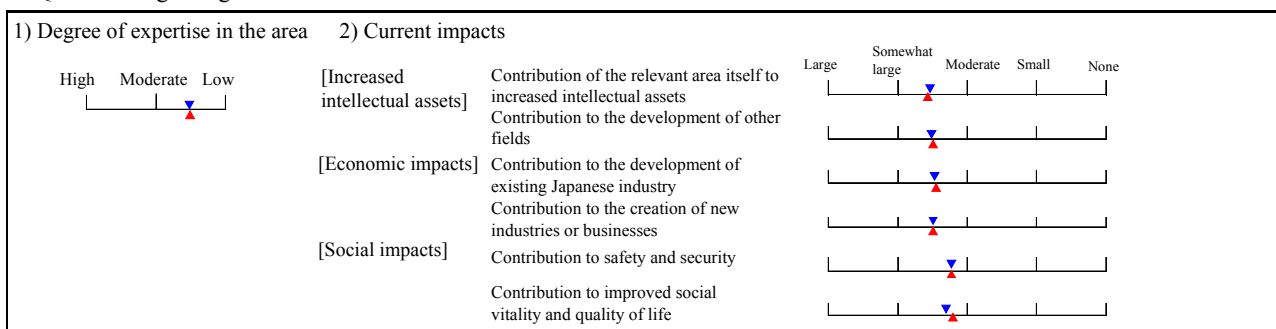 1) Degree of expertise in the area 2) Current impacts
High Moderate Low
Large Somewhat large Moderate Small None
[Increased intellectual assets]
Contribution of the relevant area itself to
increased intellectual assets
Contribution to the development of other
fields
[Economic impacts]
Contribution to the development of
existing Japanese industry
Contribution to the creation of new
industries or businesses
[Social impacts]
Contribution to safety and security
Contribution to improved social
vitality and quality of life